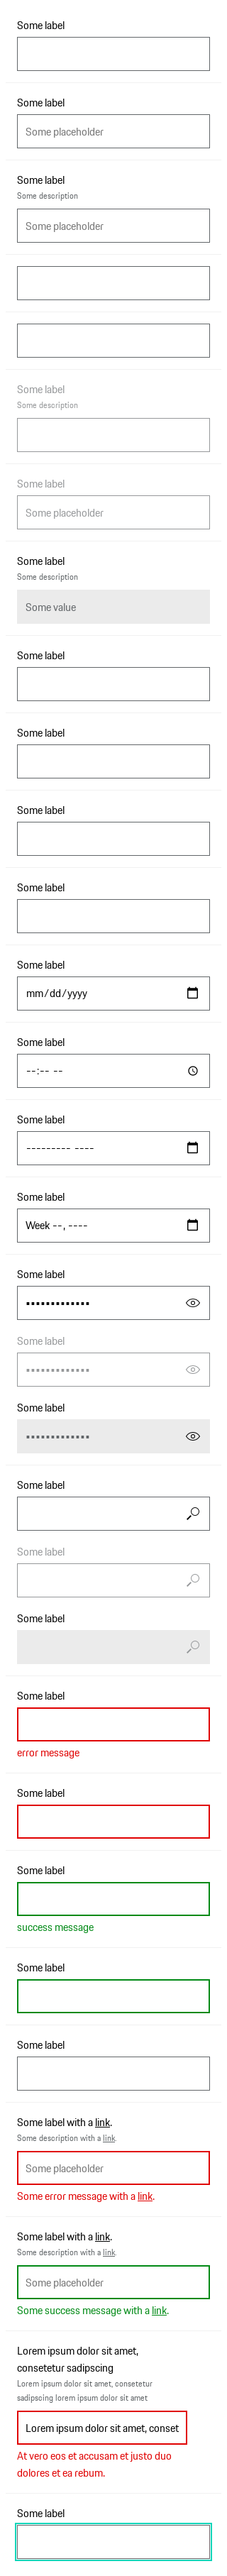 Some label
Some label
Some placeholder
Some label
Some description
Some placeholder
Some label
Some description
Some label
Some placeholder
Some label
Some description
Some value
Some label
Some label
Some label
Some label
Some label
mm/dd/yyyy
Some label
--:-- --
Some label
--------- ----
Some label
Week --, ----
Some label
•••••••••••••
Some label
•••••••••••••
Some label
•••••••••••••
Some label
Some label
Some label
Some label
error message
Some label
Some label
success message
Some label
Some label
Some label with a link.
Some description with a link.
Some placeholder
Some error message with a link.
Some label with a link.
Some description with a link.
Some placeholder
Some success message with a link.
Lorem ipsum dolor sit amet,
consetetur sadipscing
Lorem ipsum dolor sit amet, consetetur
sadipscing lorem ipsum dolor sit amet
Lorem ipsum dolor sit amet, conset
At vero eos et accusam et justo duo
dolores et ea rebum.
Some label